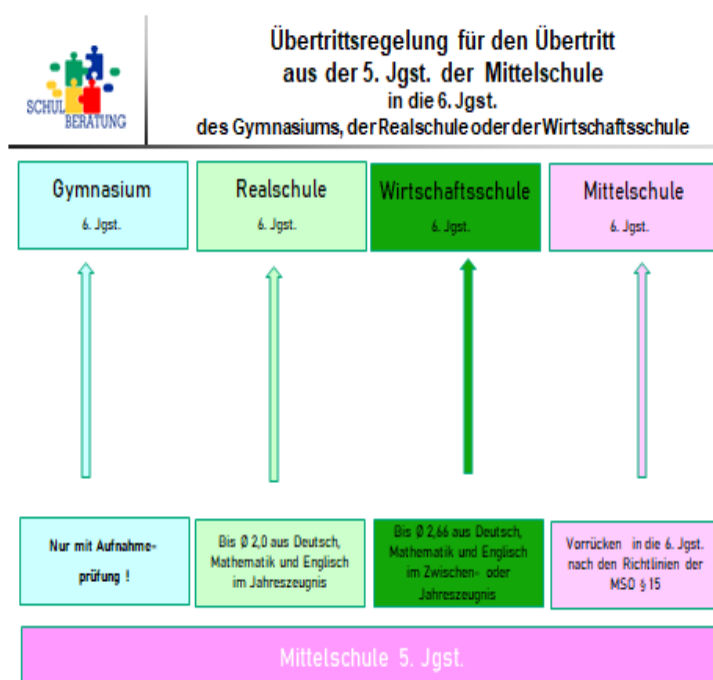 SCHUL
BERATUNG
Übertrittsregelung für den Übertritt
aus der 5. Jgst. der Mittelschule
in die 6. Jgst.
des Gymnasiums, der Realschule oder der Wirtschaftsschule
Gymnasium
6. Jgst.
Realschule
6. Jgst.
Wirtschaftsschule
6. Jgst.
Mittelschule
6. Jgst.
Nur mit Aufnahme-
prüfung !
Bis Ø 2,0 aus Deutsch,
Mathematik und Englisch
im Jahreszeugnis
Bis Ø 2,66 aus Deutsch,
Mathematik und Englisch
im Zwischen- oder
Jahreszeugnis
Vorrücken in die 6. Jgst.
nach den Richtlinien der
MSO § 15
Mittelschule 5. Jgst.